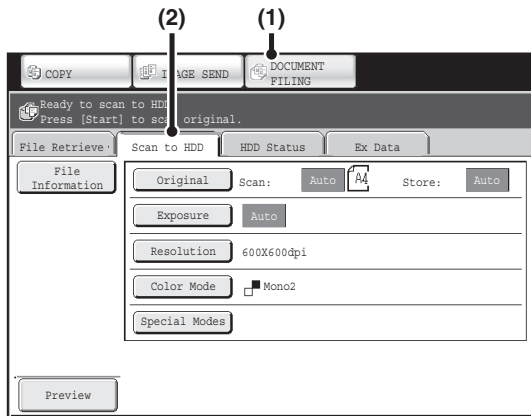 (2) (1)
COPY
IMAGE SEND
DOCUMENT
FILING
Ready to scan to HDD.
Press [Start] to scan original.
File Retrieve
Scan to HDD
HDD Status
Ex Data
File
Information
Original Scan: Auto A4 Store: Auto
Exposure Auto
Resolution 600X600dpi
Color Mode Mono2
Special Modes
Preview